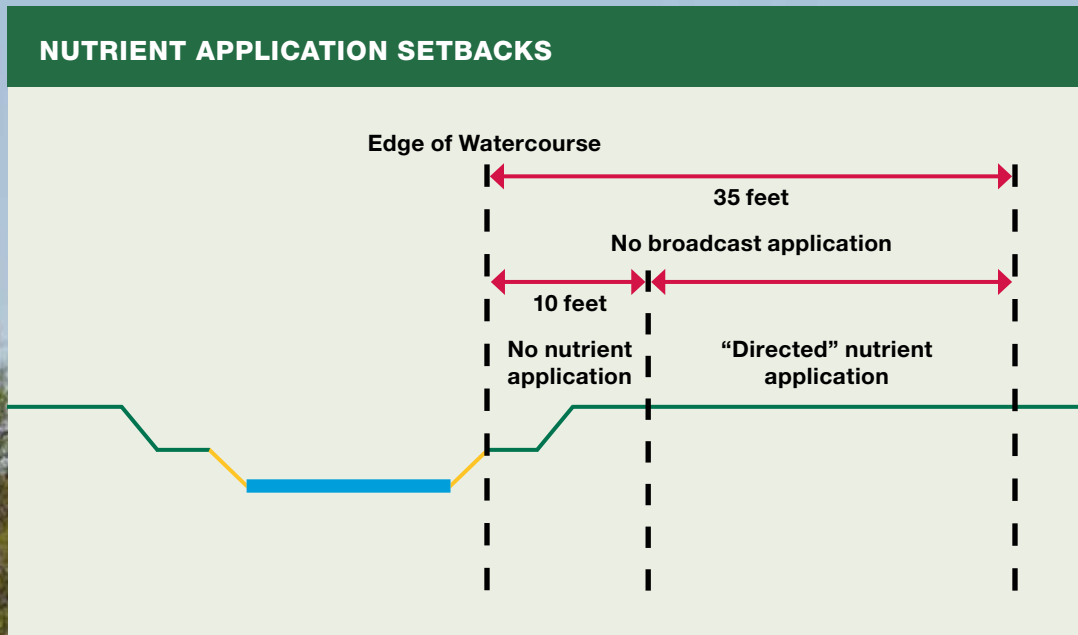 NUTRIENT APPLICATION SETBACKS
Edge of Watercourse
35 feet
No broadcast application
10 feet
No nutrient
application
“Directed” nutrient
application